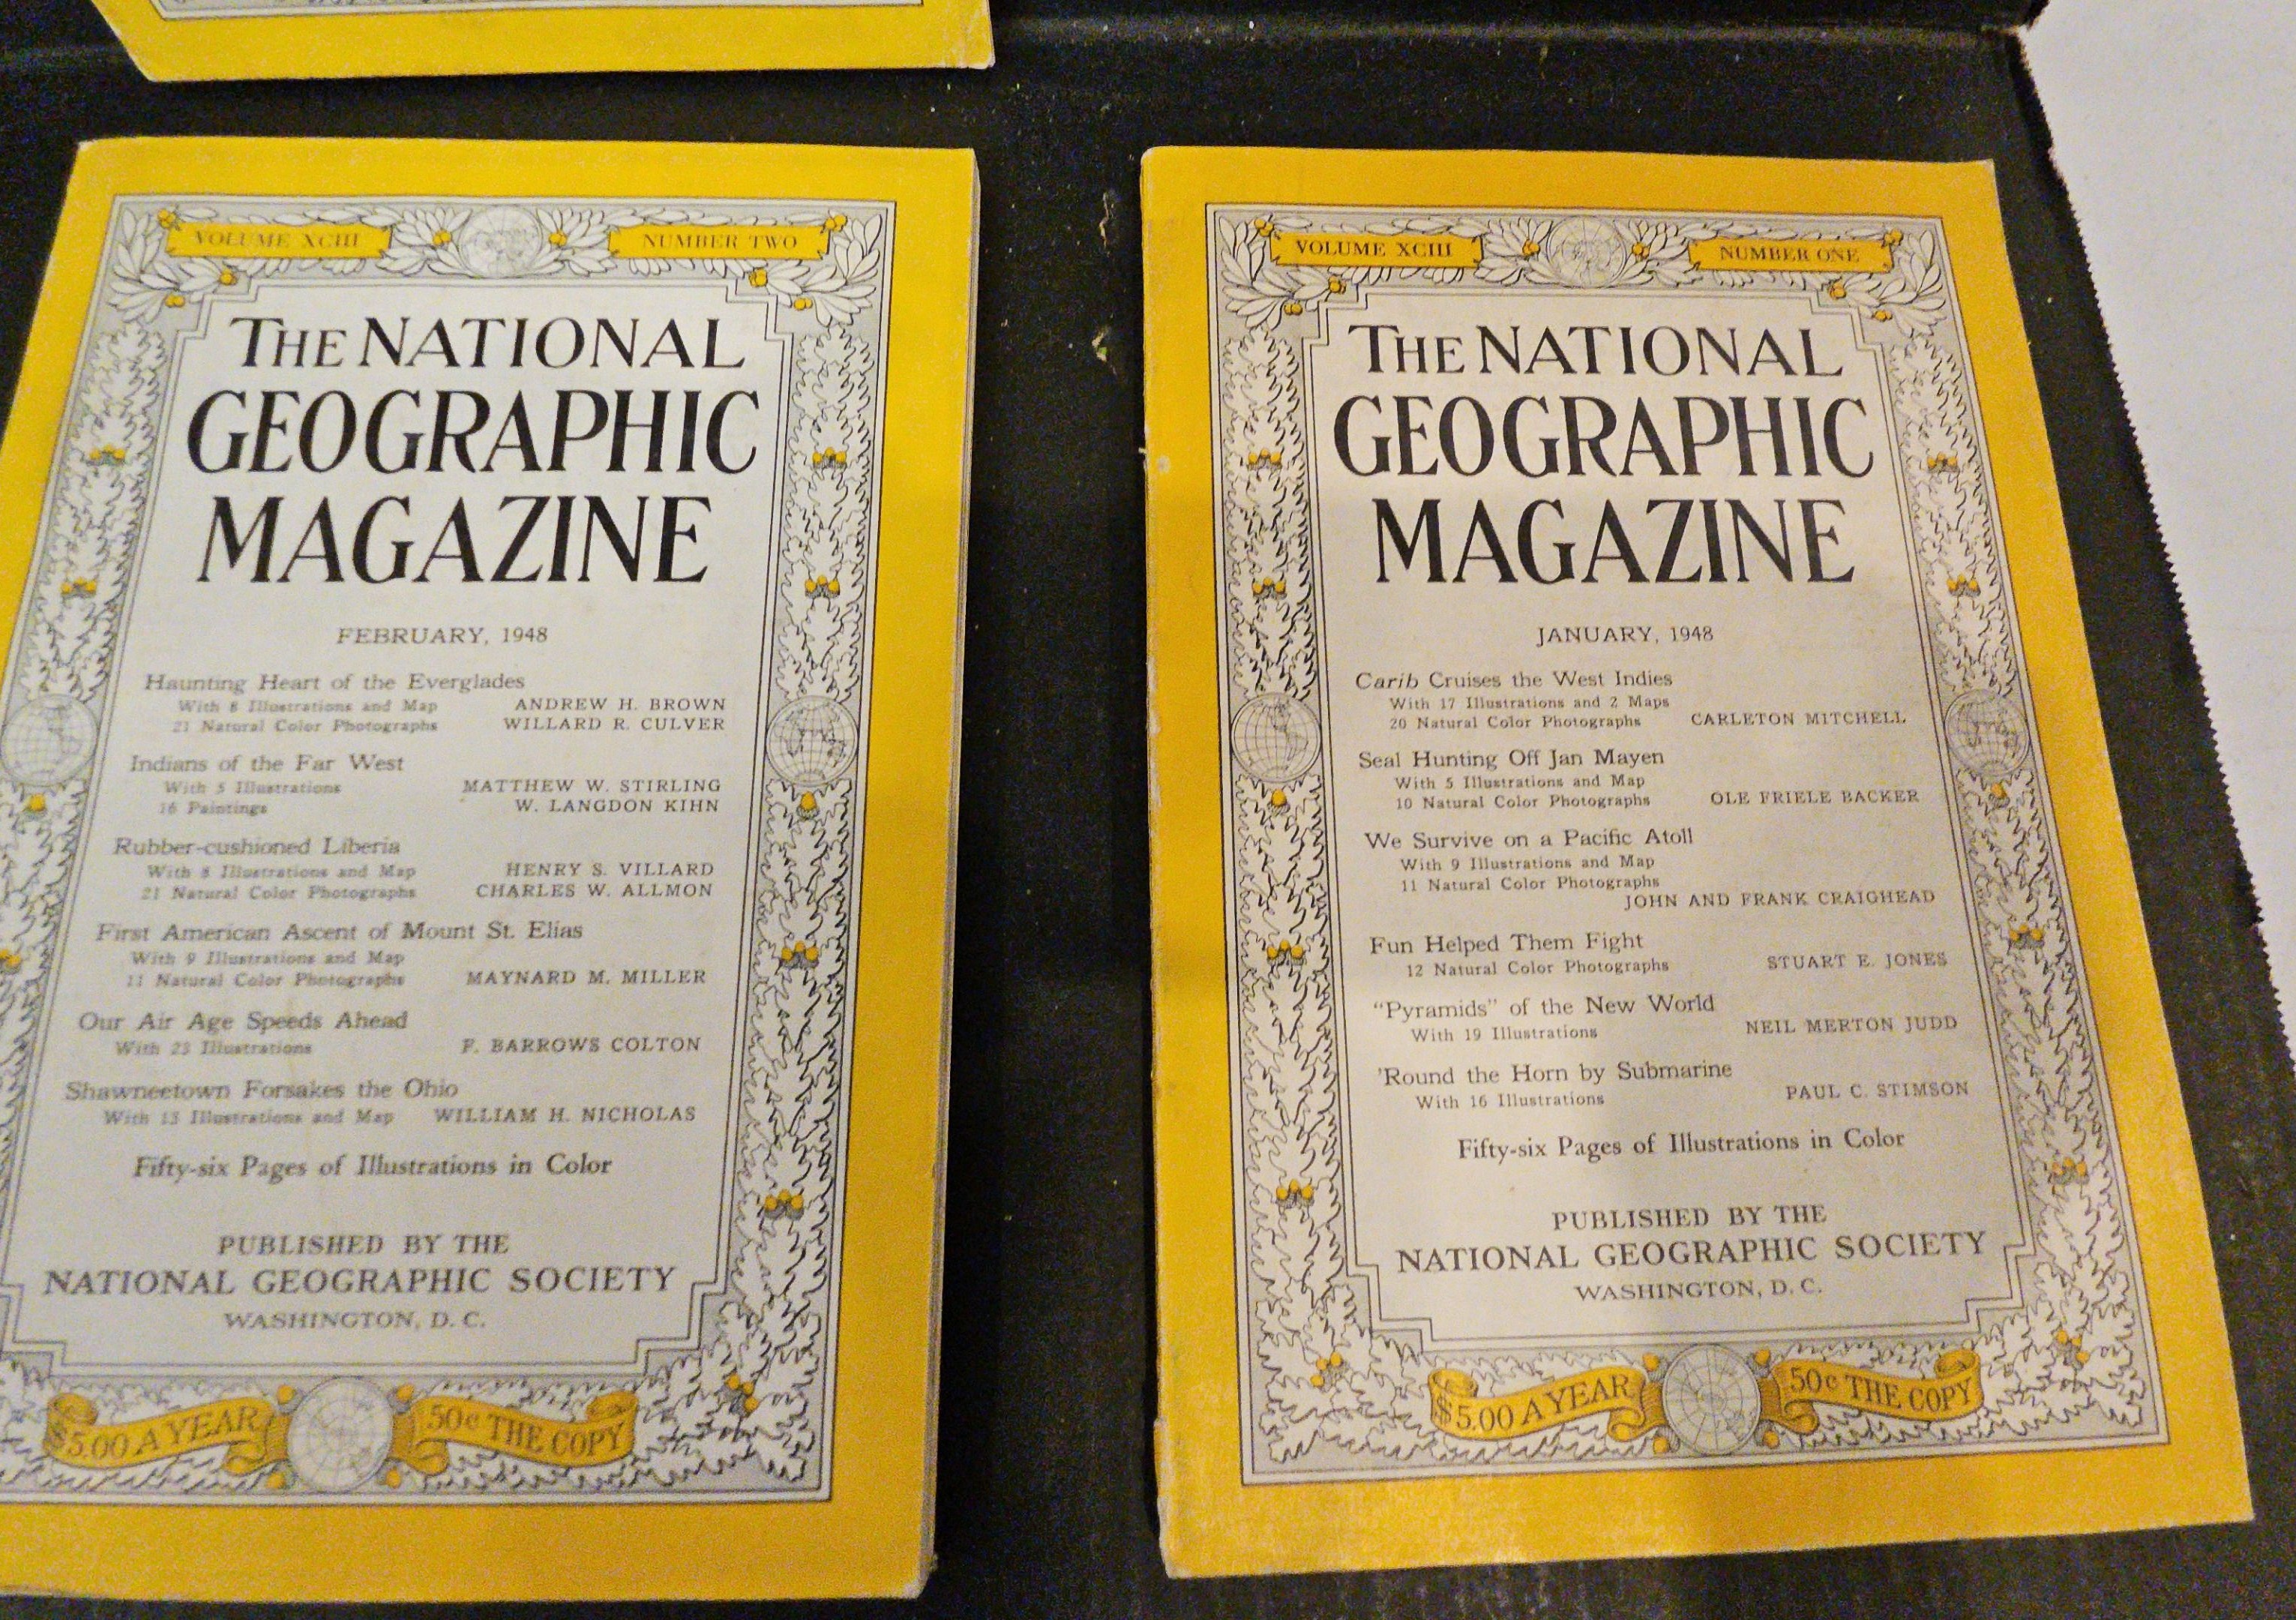 VOLUME XCIII
NUMBER TWO
THE NATIONAL
GEOGRAPHIC
MAGAZINE
FEBRUARY, 1948
Haunting Heart of the Everglades
With 8 Illustrations and Map ANDREW H. BROWN
21 Natural Color Photographs WILLARD R. CULVER
Indians of the Far West
With 5 Illustrations MATTHEW W. STIRLING
16 Paintings W. LANGDON KIHN
Rubber-cushioned Liberia
With 8 Illustrations and Map HENRY S. VILLARD
21 Natural Color Photographs CHARLES W. ALLMON
First American Ascent of Mount St. Elias
With 9 Illustrations and Map
11 Natural Color Photographs MAYNARD M. MILLER
Our Air Age Speeds Ahead
With 23 Illustrations F. BARROWS COLTON
Shawneetown Forsakes the Ohio
With 13 Illustrations and Map WILLIAM H. NICHOLAS
Fifty-six Pages of Illustrations in Color
PUBLISHED BY THE
NATIONAL GEOGRAPHIC SOCIETY
WASHINGTON, D. C.
$5.00 A YEAR
50c THE COPY
VOLUME XCIII
NUMBER ONE
THE NATIONAL
GEOGRAPHIC
MAGAZINE
JANUARY, 1948
Carib Cruises the West Indies
With 17 Illustrations and 2 Maps
20 Natural Color Photographs CARLETON MITCHELL
Seal Hunting Off Jan Mayen
With 5 Illustrations and Map
10 Natural Color Photographs OLE FRIELE BACKER
We Survive on a Pacific Atoll
With 9 Illustrations and Map
11 Natural Color Photographs
JOHN AND FRANK CRAIGHEAD
Fun Helped Them Fight
12 Natural Color Photographs STUART E. JONES
"Pyramids" of the New World
With 19 Illustrations NEIL MERTON JUDD
'Round the Horn by Submarine
With 16 Illustrations PAUL C. STIMSON
Fifty-six Pages of Illustrations in Color
PUBLISHED BY THE
NATIONAL GEOGRAPHIC SOCIETY
WASHINGTON, D. C.
$5.00 A YEAR
50c THE COPY